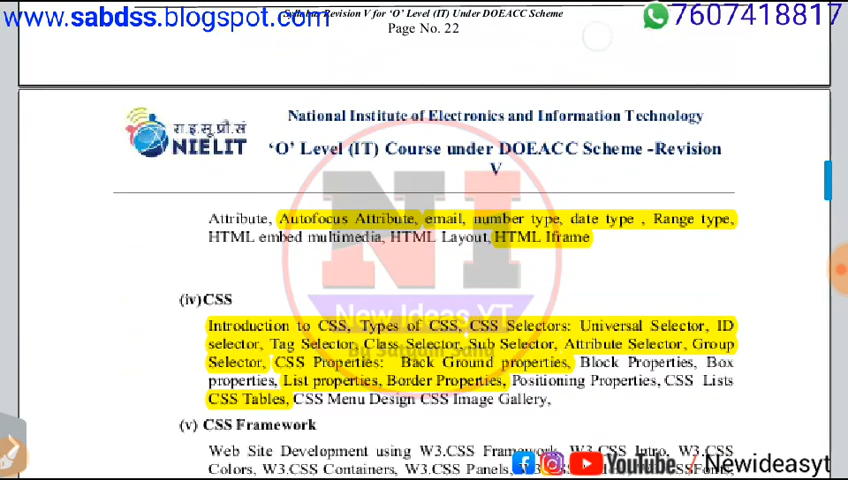 www.sabdss.blogspot.com
Syllabus Revision V for 'O' Level (IT) Under DOEACC Scheme
7607418817
Page No. 22
रा.इ.सू.प्रौ.सं
NIELIT
National Institute of Electronics and Information Technology
'O' Level (IT) Course under DOEACC Scheme -Revision
V
Attribute, Autofocus Attribute, email, number type, date type , Range type,
HTML embed multimedia, HTML Layout, HTML Iframe
NI
New Ideas YT
By Satyam Sand
(iv) CSS
Introduction to CSS, Types of CSS, CSS Selectors: Universal Selector, ID
selector, Tag Selector, Class Selector, Sub Selector, Attribute Selector, Group
Selector, CSS Properties: Back Ground properties, Block Properties, Box
properties, List properties, Border Properties, Positioning Properties, CSS Lists
CSS Tables, CSS Menu Design CSS Image Gallery,
(v) CSS Framework
Web Site Development using W3.CSS Framework, W3.CSS Intro, W3.CSS
Colors, W3.CSS Containers, W3.CSS Panels,
YouTube / Newideasyt